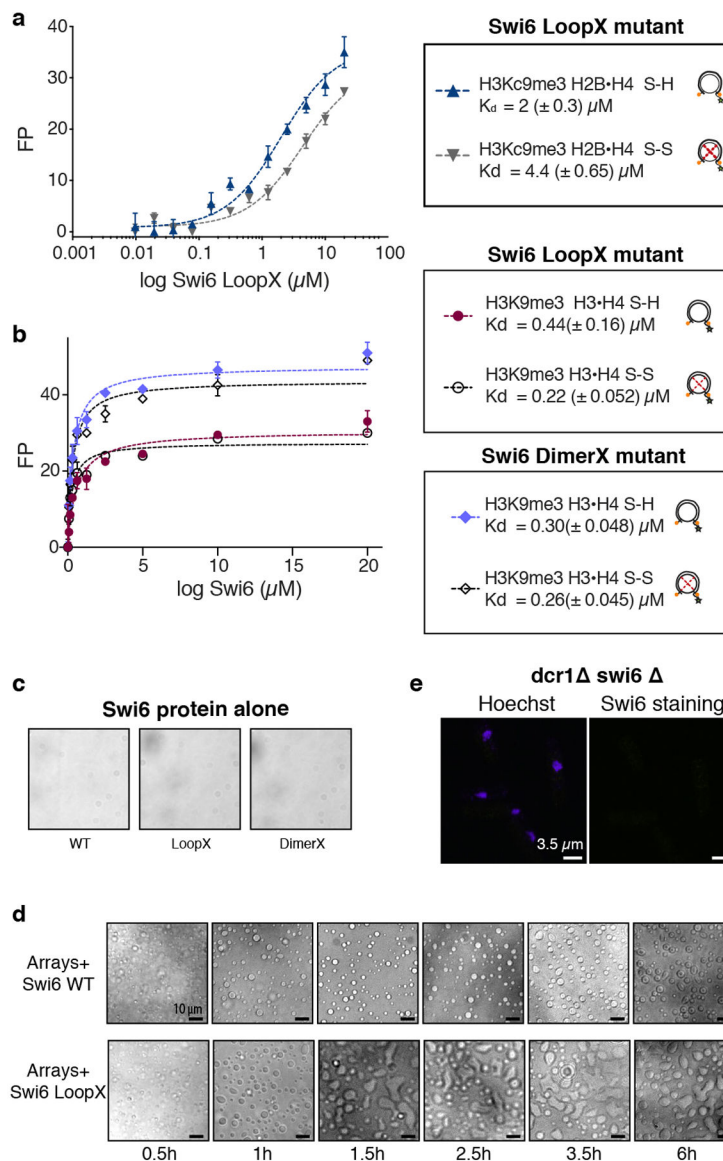 a
40
30
20
10
0
FP
0.001
0.01
0.1
1
10
100
log Swi6 LoopX (µM)
Swi6 LoopX mutant
H3Kc9me3 H2B•H4 S-H
Kd = 2 (± 0.3) µM
H3Kc9me3 H2B•H4 S-S
Kd = 4.4 (± 0.65) µM
b
40
20
0
FP
0
5
10
15
20
log Swi6 (µM)
Swi6 LoopX mutant
H3K9me3 H3•H4 S-H
Kd = 0.44(± 0.16) µM
H3K9me3 H3•H4 S-S
Kd = 0.22 (± 0.052) µM
Swi6 DimerX mutant
H3K9me3 H3•H4 S-H
Kd = 0.30(± 0.048) µM
H3K9me3 H3•H4 S-S
Kd = 0.26(± 0.045) µM
c
Swi6 protein alone
WT
LoopX
DimerX
e
dcr1Δ swi6 Δ
Hoechst
Swi6 staining
3.5 µm
d
Arrays+
Swi6 WT
10 µm
Arrays+
Swi6 LoopX
0.5h
1h
1.5h
2.5h
3.5h
6h